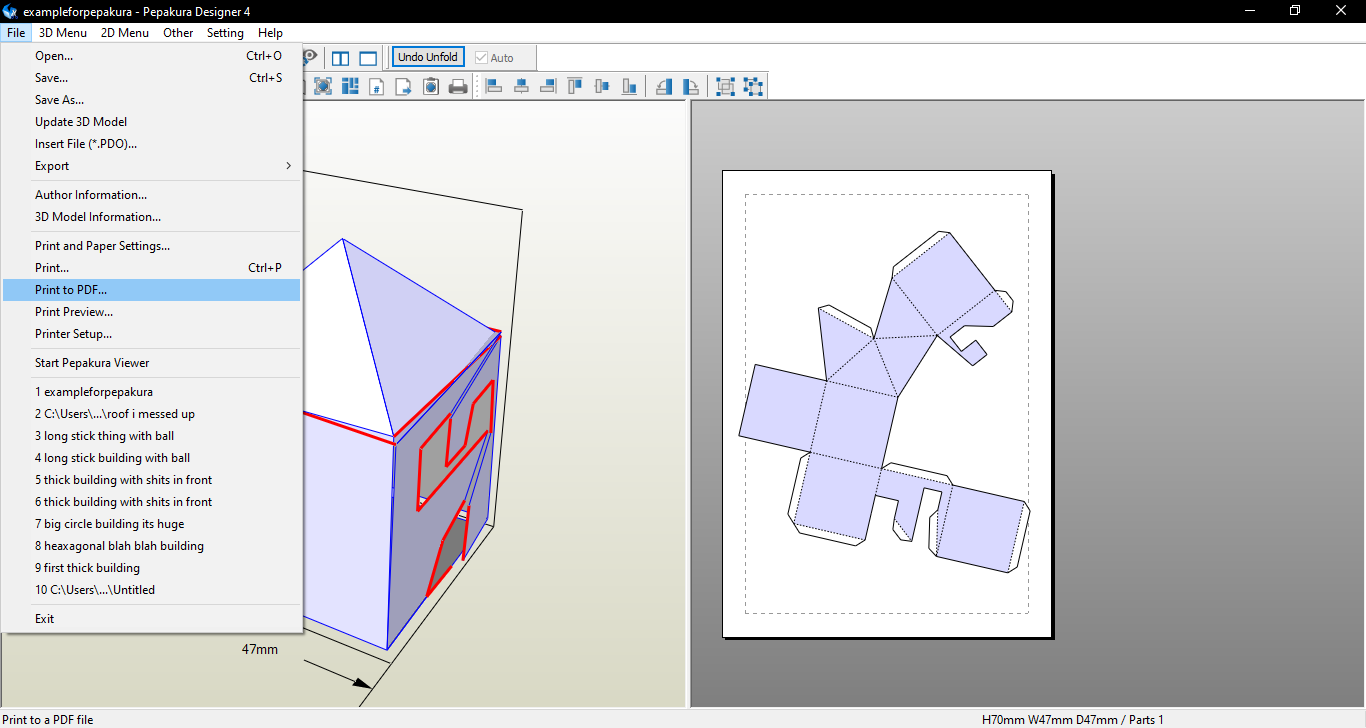 exampleforpepakura - Pepakura Designer 4
File 3D Menu 2D Menu Other Setting Help
Undo Unfold Auto
Open... Ctrl+O
Save... Ctrl+S
Save As...
Update 3D Model
Insert File (*.PDO)...
Export
Author Information...
3D Model Information...
Print and Paper Settings...
Print... Ctrl+P
Print to PDF...
Print Preview...
Printer Setup...
Start Pepakura Viewer
1 exampleforpepakura
2 C:\Users\...\roof i messed up
3 long stick thing with ball
4 long stick building with ball
5 thick building with shits in front
6 thick building with shits in front
7 big circle building its huge
8 heaxagonal blah blah building
9 first thick building
10 C:\Users\...\Untitled
Exit
47mm
Print to a PDF file
H70mm W47mm D47mm / Parts 1